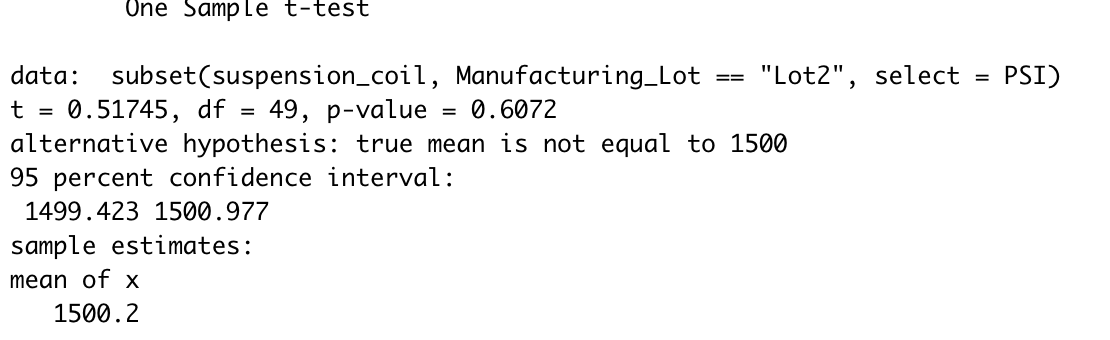 One Sample t-test
data:  subset(suspension_coil, Manufacturing_Lot == "Lot2", select = PSI)
t = 0.51745, df = 49, p-value = 0.6072
alternative hypothesis: true mean is not equal to 1500
95 percent confidence interval:
1499.423 1500.977
sample estimates:
mean of x
1500.2